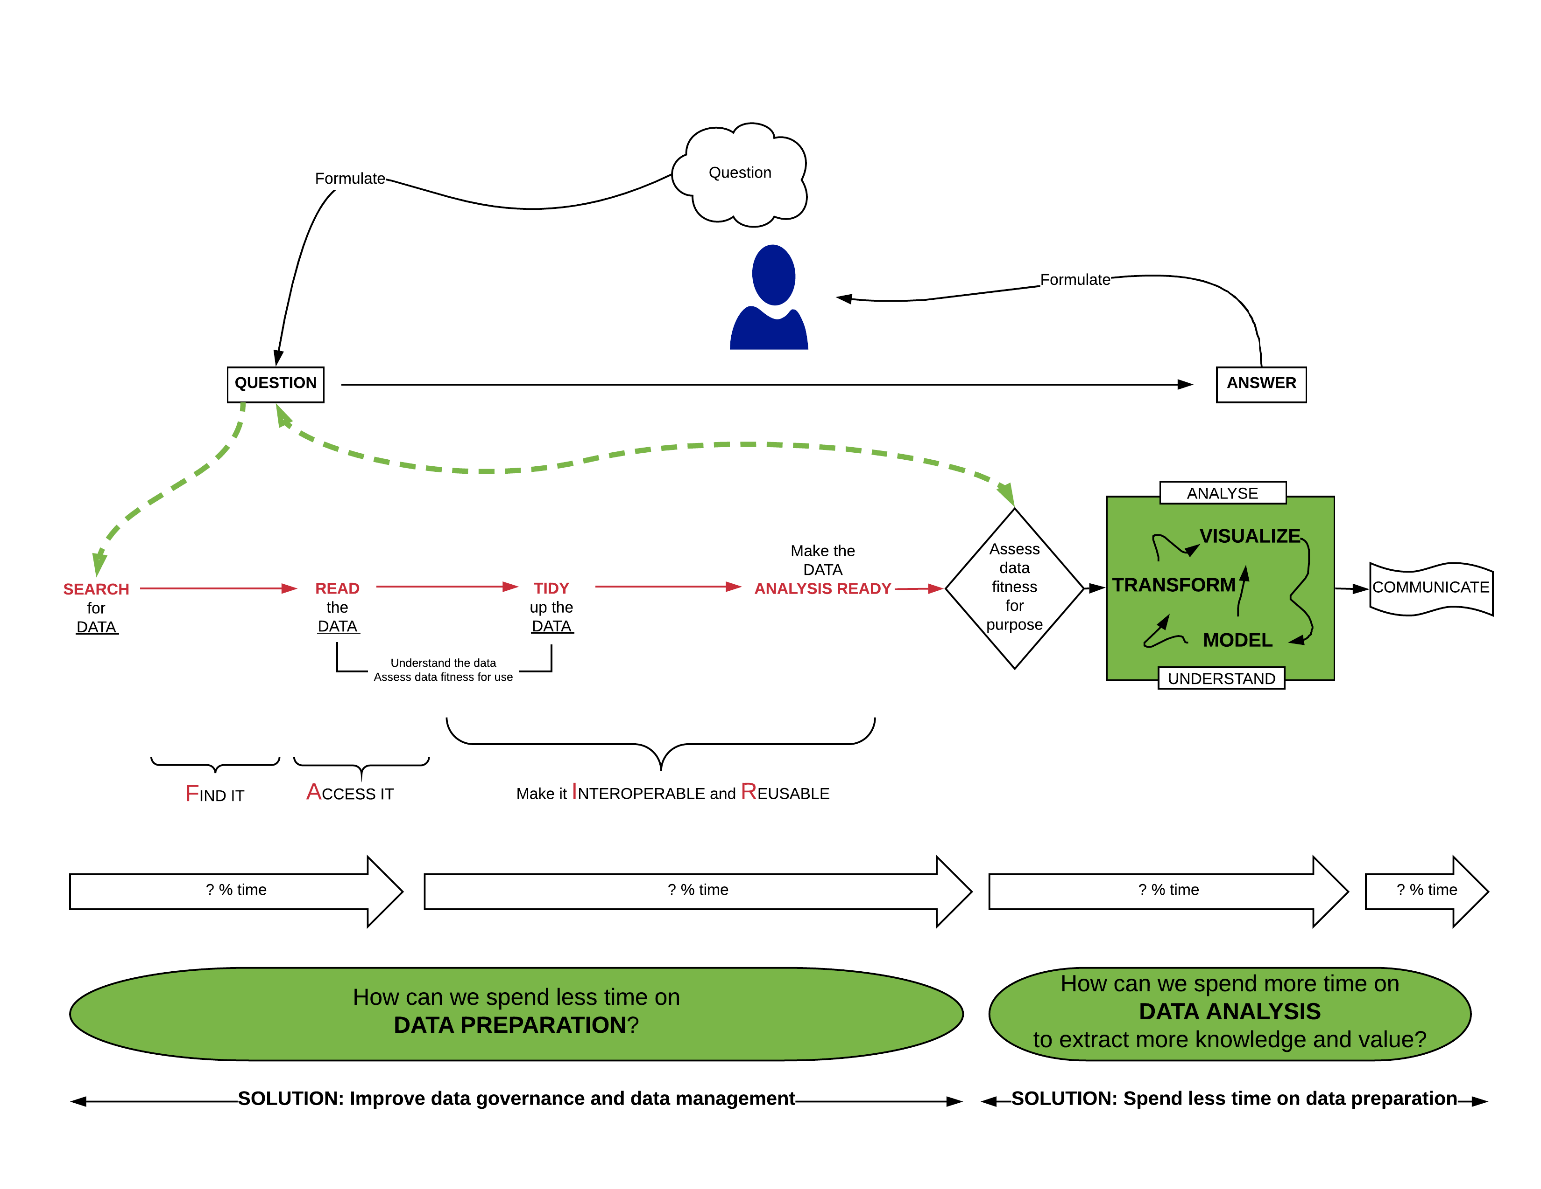 Question
Formulate
Formulate
QUESTION
ANSWER
ANALYSE
VISUALIZE
TRANSFORM
MODEL
UNDERSTAND
SEARCH
for
DATA
READ
the
DATA
TIDY
up the
DATA
Make the
DATA
ANALYSIS READY
Assess
data
fitness
for
purpose
COMMUNICATE
Understand the data
Assess data fitness for use
FIND IT
ACCESS IT
Make it INTEROPERABLE and REUSABLE
? % time
? % time
? % time
? % time
How can we spend less time on
DATA PREPARATION?
How can we spend more time on
DATA ANALYSIS
to extract more knowledge and value?
SOLUTION: Improve data governance and data management
SOLUTION: Spend less time on data preparation